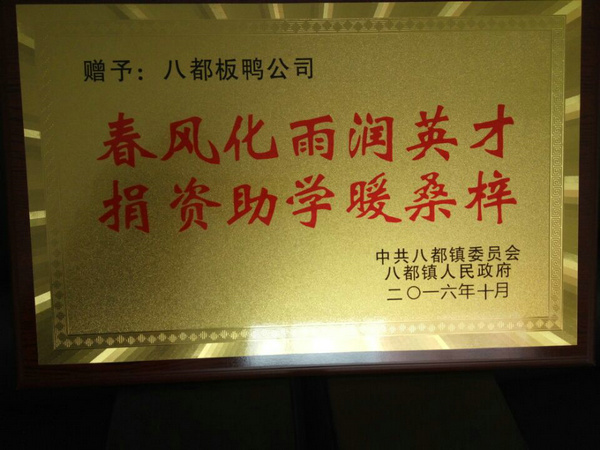 赠予：八都板鸭公司
春风化雨润英才
捐资助学暖桑梓
中共八都镇委员会
八都镇人民政府
二〇一六年十月